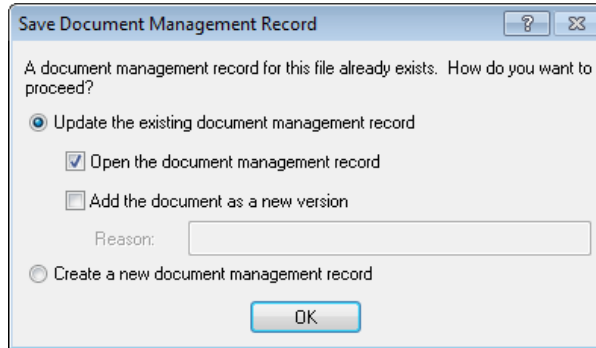 Save Document Management Record
A document management record for this file already exists.  How do you want to
proceed?
Update the existing document management record
Open the document management record
Add the document as a new version
Reason:
Create a new document management record
OK